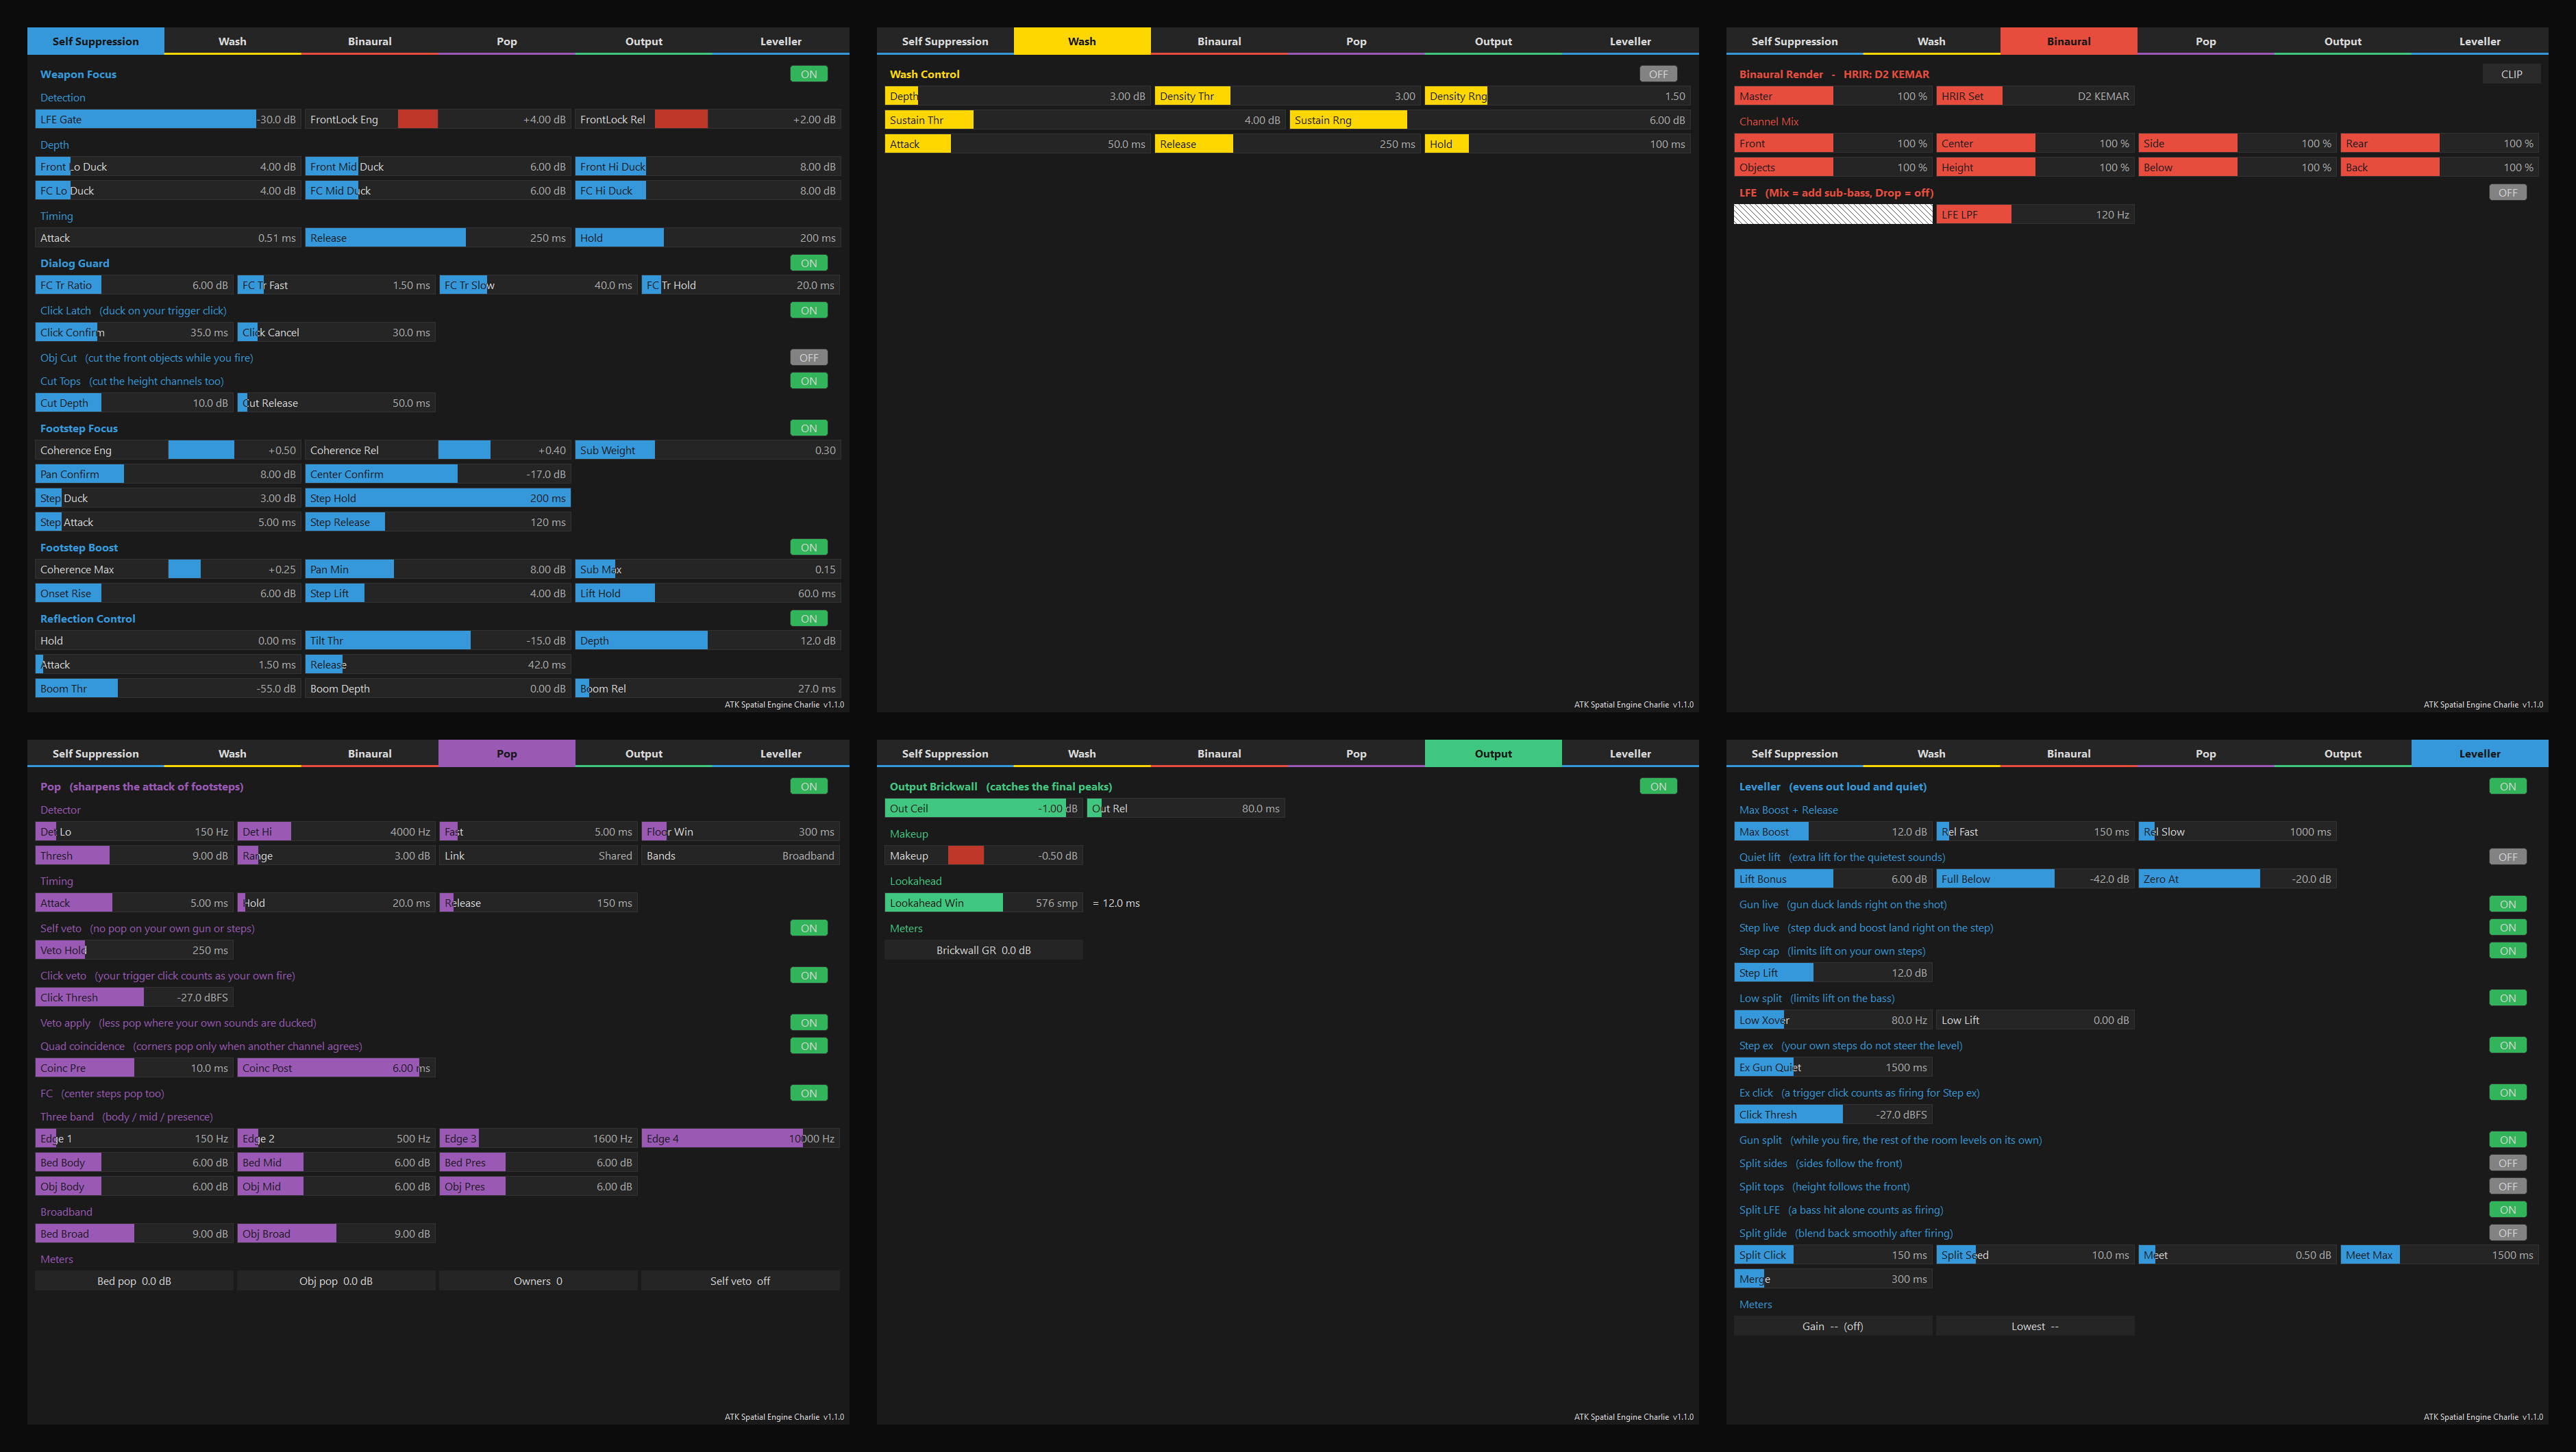 Self Suppression Wash Binaural Pop Output Leveller
Weapon Focus ON
Detection
LFE Gate -30.0 dB FrontLock Eng +4.00 dB FrontLock Rel +2.00 dB
Depth
Front Lo Duck 4.00 dB Front Mid Duck 6.00 dB Front Hi Duck 8.00 dB
FC Lo Duck 4.00 dB FC Mid Duck 6.00 dB FC Hi Duck 8.00 dB
Timing
Attack 0.51 ms Release 250 ms Hold 200 ms
Dialog Guard ON
FC Tr Ratio 6.00 dB FC Tr Fast 1.50 ms FC Tr Slow 40.0 ms FC Tr Hold 20.0 ms
Click Latch (duck on your trigger click) ON
Click Confirm 35.0 ms Click Cancel 30.0 ms
Obj Cut (cut the front objects while you fire) OFF
Cut Tops (cut the height channels too) ON
Cut Depth 10.0 dB Cut Release 50.0 ms
Footstep Focus ON
Coherence Eng +0.50 Coherence Rel +0.40 Sub Weight 0.30
Pan Confirm 8.00 dB Center Confirm -17.0 dB
Step Duck 3.00 dB Step Hold 200 ms
Step Attack 5.00 ms Step Release 120 ms
Footstep Boost ON
Coherence Max +0.25 Pan Min 8.00 dB Sub Max 0.15
Onset Rise 6.00 dB Step Lift 4.00 dB Lift Hold 60.0 ms
Reflection Control ON
Hold 0.00 ms Tilt Thr -15.0 dB Depth 12.0 dB
Attack 1.50 ms Release 42.0 ms
Boom Thr -55.0 dB Boom Depth 0.00 dB Boom Rel 27.0 ms
ATK Spatial Engine Charlie v1.1.0
Self Suppression Wash Binaural Pop Output Leveller
Wash Control OFF
Depth 3.00 dB Density Thr 3.00 Density Rng 1.50
Sustain Thr 4.00 dB Sustain Rng 6.00 dB
Attack 50.0 ms Release 250 ms Hold 100 ms
ATK Spatial Engine Charlie v1.1.0
Self Suppression Wash Binaural Pop Output Leveller
Binaural Render - HRIR: D2 KEMAR CLIP
Master 100 % HRIR Set D2 KEMAR
Channel Mix
Front 100 % Center 100 % Side 100 % Rear 100 %
Objects 100 % Height 100 % Below 100 % Back 100 %
LFE (Mix = add sub-bass, Drop = off) OFF
LFE LPF 120 Hz
ATK Spatial Engine Charlie v1.1.0
Self Suppression Wash Binaural Pop Output Leveller
Pop (sharpens the attack of footsteps) ON
Detector
Det Lo 150 Hz Det Hi 4000 Hz Fast 5.00 ms Floor Win 300 ms
Thresh 9.00 dB Range 3.00 dB Link Shared Bands Broadband
Timing
Attack 5.00 ms Hold 20.0 ms Release 150 ms
Self veto (no pop on your own gun or steps) ON
Veto Hold 250 ms
Click veto (your trigger click counts as your own fire) ON
Click Thresh -27.0 dBFS
Veto apply (less pop where your own sounds are ducked) ON
Quad coincidence (corners pop only when another channel agrees) ON
Coinc Pre 10.0 ms Coinc Post 6.00 ms
FC (center steps pop too) ON
Three band (body / mid / presence)
Edge 1 150 Hz Edge 2 500 Hz Edge 3 1600 Hz Edge 4 10000 Hz
Bed Body 6.00 dB Bed Mid 6.00 dB Bed Pres 6.00 dB
Obj Body 6.00 dB Obj Mid 6.00 dB Obj Pres 6.00 dB
Broadband
Bed Broad 9.00 dB Obj Broad 9.00 dB
Meters
Bed pop 0.0 dB Obj pop 0.0 dB Owners 0 Self veto off
ATK Spatial Engine Charlie v1.1.0
Self Suppression Wash Binaural Pop Output Leveller
Output Brickwall (catches the final peaks) ON
Out Ceil -1.00 dB Out Rel 80.0 ms
Makeup
Makeup -0.50 dB
Lookahead
Lookahead Win 576 smp = 12.0 ms
Meters
Brickwall GR 0.0 dB
ATK Spatial Engine Charlie v1.1.0
Self Suppression Wash Binaural Pop Output Leveller
Leveller (evens out loud and quiet) ON
Max Boost + Release
Max Boost 12.0 dB Rel Fast 150 ms Rel Slow 1000 ms
Quiet lift (extra lift for the quietest sounds) OFF
Lift Bonus 6.00 dB Full Below -42.0 dB Zero At -20.0 dB
Gun live (gun duck lands right on the shot) ON
Step live (step duck and boost land right on the step) ON
Step cap (limits lift on your own steps) ON
Step Lift 12.0 dB
Low split (limits lift on the bass) ON
Low Xover 80.0 Hz Low Lift 0.00 dB
Step ex (your own steps do not steer the level) ON
Ex Gun Quiet 1500 ms
Ex click (a trigger click counts as firing for Step ex) ON
Click Thresh -27.0 dBFS
Gun split (while you fire, the rest of the room levels on its own) ON
Split sides (sides follow the front) OFF
Split tops (height follows the front) OFF
Split LFE (a bass hit alone counts as firing) ON
Split glide (blend back smoothly after firing) OFF
Split Click 150 ms Split Seed 10.0 ms Meet 0.50 dB Meet Max 1500 ms
Merge 300 ms
Meters
Gain -- (off) Lowest --
ATK Spatial Engine Charlie v1.1.0